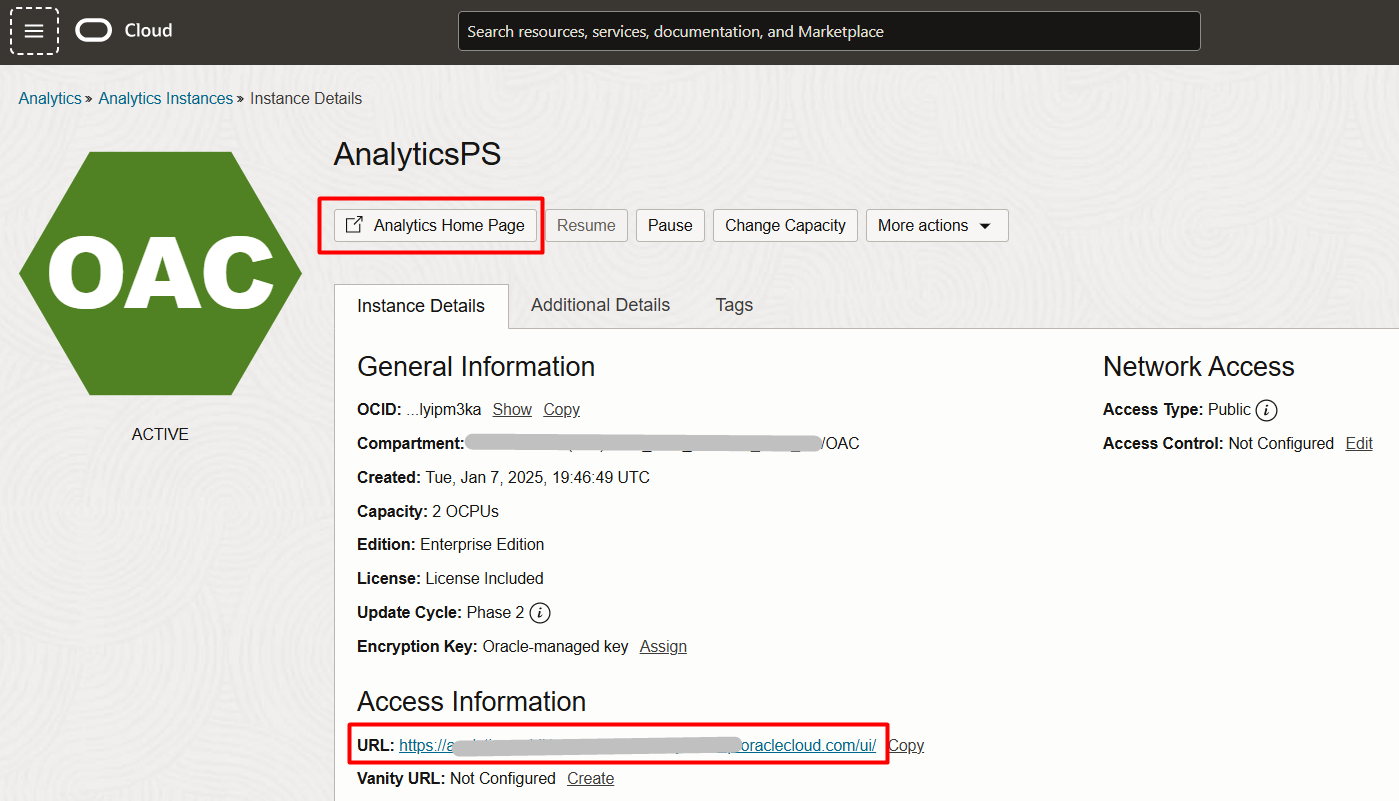 Cloud
Search resources, services, documentation, and Marketplace
Analytics » Analytics Instances » Instance Details
AnalyticsPS
Analytics Home Page Resume Pause Change Capacity More actions
OAC
ACTIVE
Instance Details Additional Details Tags
General Information
OCID: ...lyipm3ka Show Copy
Compartment: /OAC
Created: Tue, Jan 7, 2025, 19:46:49 UTC
Capacity: 2 OCPUs
Edition: Enterprise Edition
License: License Included
Update Cycle: Phase 2
Encryption Key: Oracle-managed key Assign
Network Access
Access Type: Public
Access Control: Not Configured Edit
Access Information
URL: https://a oraclecloud.com/ui/ Copy
Vanity URL: Not Configured Create